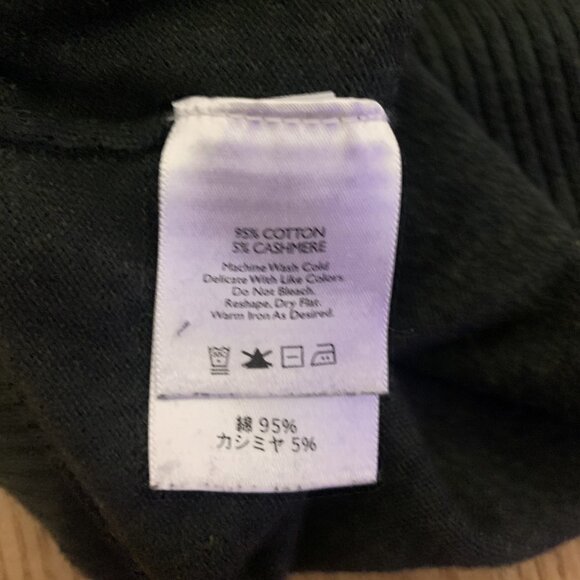 95% COTTON
5% CASHMERE
Machine Wash Cold
Delicate With Like Colors.
Do Not Bleach.
Reshape, Dry Flat.
Warm Iron As Desired.
綿 95%
カシミヤ 5%